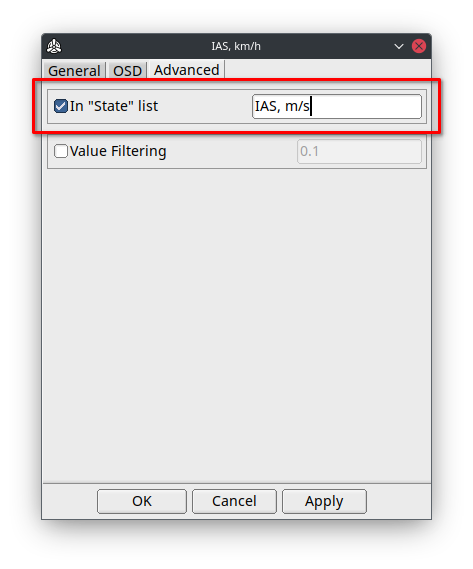 IAS, km/h
General OSD Advanced
In "State" list IAS, m/s
Value Filtering 0.1
OK Cancel Apply